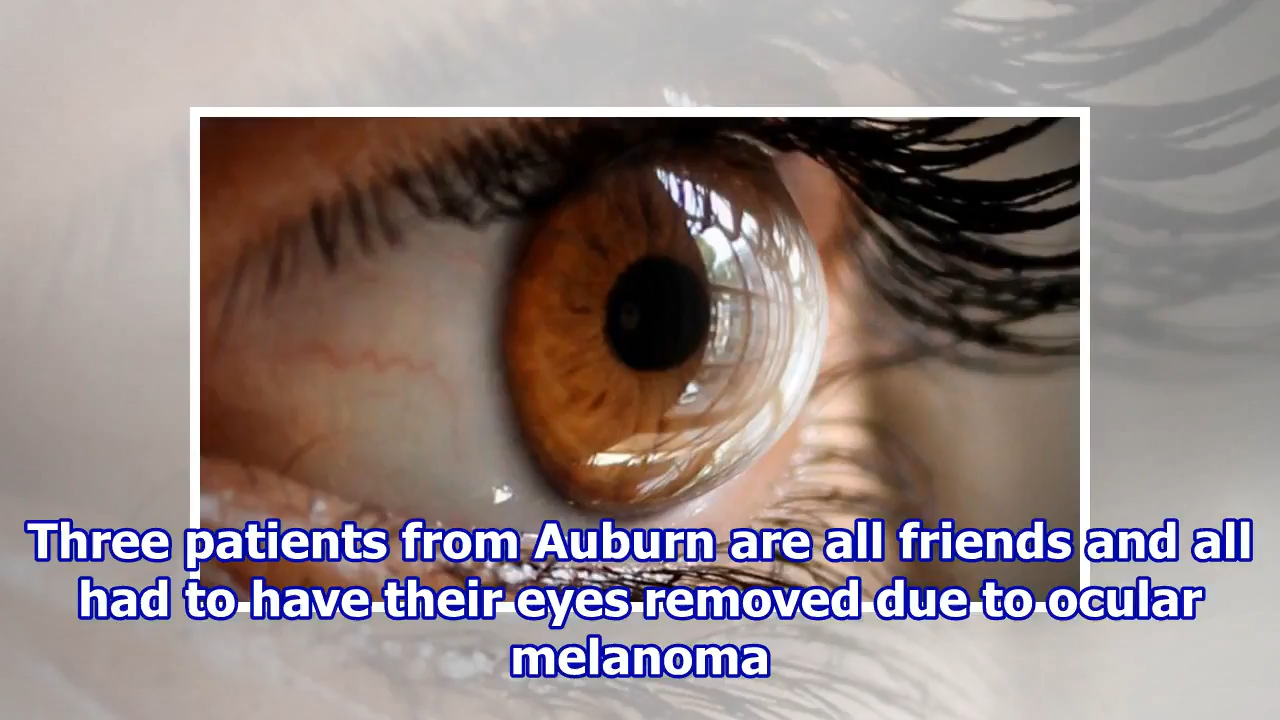 Three patients from Auburn are all friends and all
had to have their eyes removed due to ocular
melanoma